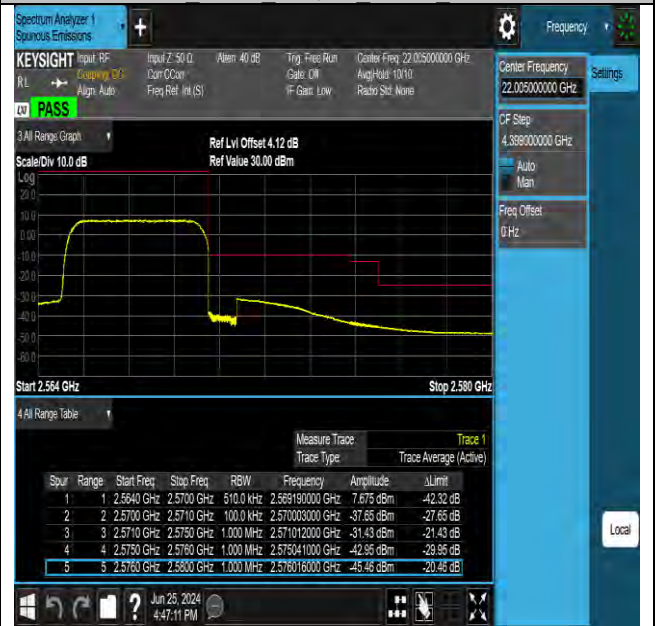 Spectrum Analyzer 1
Spurious Emissions
Frequency
KEYSIGHT Input: RF Input Z: 50 Ω Atten: 40 dB Trig: Free Run Center Freq: 22.005000000 GHz
RL Coupling: DC Corr CCorr Gate: Off Avg|Hold: 10/10
Align: Auto Freq Ref: Int (S) IF Gain: Low Radio Std: None
LXI PASS
Center Frequency
22.005000000 GHz
Settings
CF Step
4.399000000 GHz
Auto
Man
Freq Offset
0 Hz
3 All Range Graph
Ref Lvl Offset 4.12 dB
Scale/Div 10.0 dB Ref Value 30.00 dBm
Log
20.0
10.0
0.00
-10.0
-20.0
-30.0
-40.0
-50.0
-60.0
Start 2.564 GHz Stop 2.580 GHz
4 All Range Table
Measure Trace Trace 1
Trace Type Trace Average (Active)
Spur Range Start Freq Stop Freq RBW Frequency Amplitude ΔLimit
1 1 2.5640 GHz 2.5700 GHz 510.0 kHz 2.569190000 GHz 7.675 dBm -42.32 dB
2 2 2.5700 GHz 2.5710 GHz 100.0 kHz 2.570003000 GHz -37.65 dBm -27.65 dB
3 3 2.5710 GHz 2.5750 GHz 1.000 MHz 2.571012000 GHz -31.43 dBm -21.43 dB
4 4 2.5750 GHz 2.5760 GHz 1.000 MHz 2.575041000 GHz -42.95 dBm -29.95 dB
5 5 2.5760 GHz 2.5800 GHz 1.000 MHz 2.576016000 GHz -45.46 dBm -20.46 dB
Local
Jun 25, 2024
4:47:11 PM